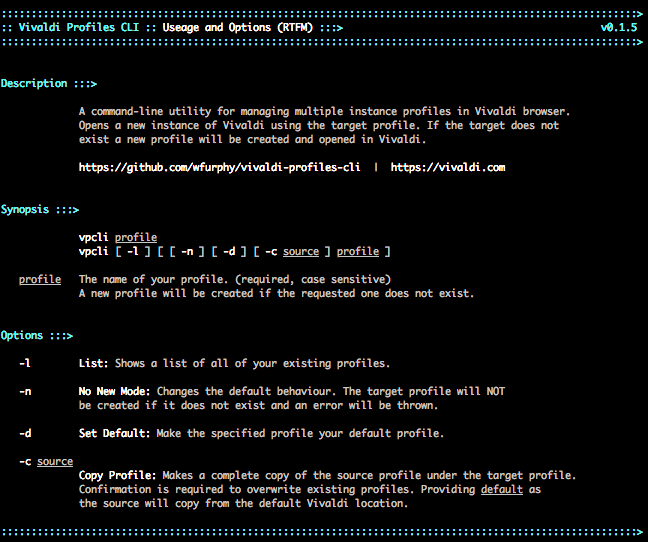 :::::::::::::::::::::::::::::::::::::::::::::::::::::::::::::::::::::::::::::::::::::::::::::::::::::::::>
:: Vivaldi Profiles CLI :: Useage and Options (RTFM) :::> v0.1.5
:::::::::::::::::::::::::::::::::::::::::::::::::::::::::::::::::::::::::::::::::::::::::::::::::::::::::>
Description :::>
A command-line utility for managing multiple instance profiles in Vivaldi browser.
Opens a new instance of Vivaldi using the target profile. If the target does not
exist a new profile will be created and opened in Vivaldi.
https://github.com/wfurphy/vivaldi-profiles-cli | https://vivaldi.com
Synopsis :::>
vpcli profile
vpcli [ -l ] [ [ -n ] [ -d ] [ -c source ] profile ]
profile The name of your profile. (required, case sensitive)
A new profile will be created if the requested one does not exist.
Options :::>
-l List: Shows a list of all of your existing profiles.
-n No New Mode: Changes the default behaviour. The target profile will NOT
be created if it does not exist and an error will be thrown.
-d Set Default: Make the specified profile your default profile.
-c source
Copy Profile: Makes a complete copy of the source profile under the target profile.
Confirmation is required to overwrite existing profiles. Providing default as
the source will copy from the default Vivaldi location.
:::::::::::::::::::::::::::::::::::::::::::::::::::::::::::::::::::::::::::::::::::::::::::::::::::::::::>